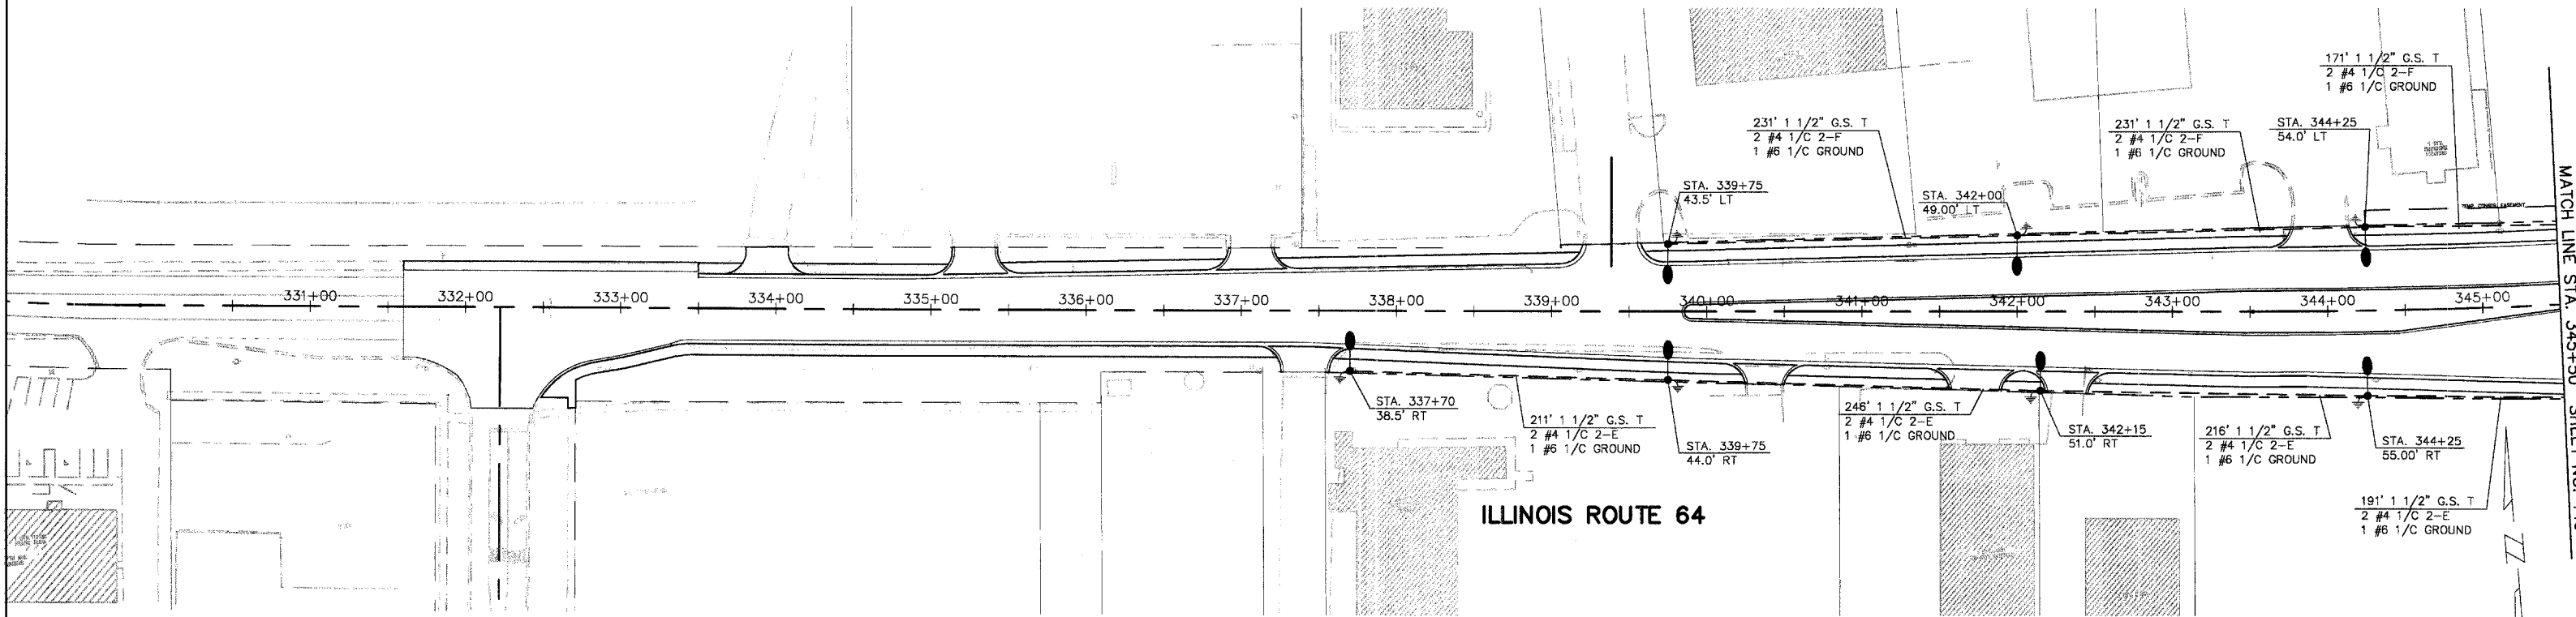 171' 1 1/2" G.S. T
2 #4 1/C 2-F
1 #6 1/C GROUND
231' 1 1/2" G.S. T
2 #4 1/C 2-F
1 #6 1/C GROUND
231' 1 1/2" G.S. T
2 #4 1/C 2-F
1 #6 1/C GROUND
STA. 344+25
54.0' LT
STA. 339+75
43.5' LT
STA. 342+00
49.00' LT
TEMP. CONSTR. EASEMENT
331+00
332+00
333+00
334+00
335+00
336+00
337+00
338+00
339+00
340+00
341+00
342+00
343+00
344+00
345+00
MATCH LINE STA. 345+50
STA. 337+70
38.5' RT
211' 1 1/2" G.S. T
2 #4 1/C 2-E
1 #6 1/C GROUND
STA. 339+75
44.0' RT
246' 1 1/2" G.S. T
2 #4 1/C 2-E
1 #6 1/C GROUND
STA. 342+15
51.0' RT
216' 1 1/2" G.S. T
2 #4 1/C 2-E
1 #6 1/C GROUND
STA. 344+25
55.00' RT
191' 1 1/2" G.S. T
2 #4 1/C 2-E
1 #6 1/C GROUND
ILLINOIS ROUTE 64